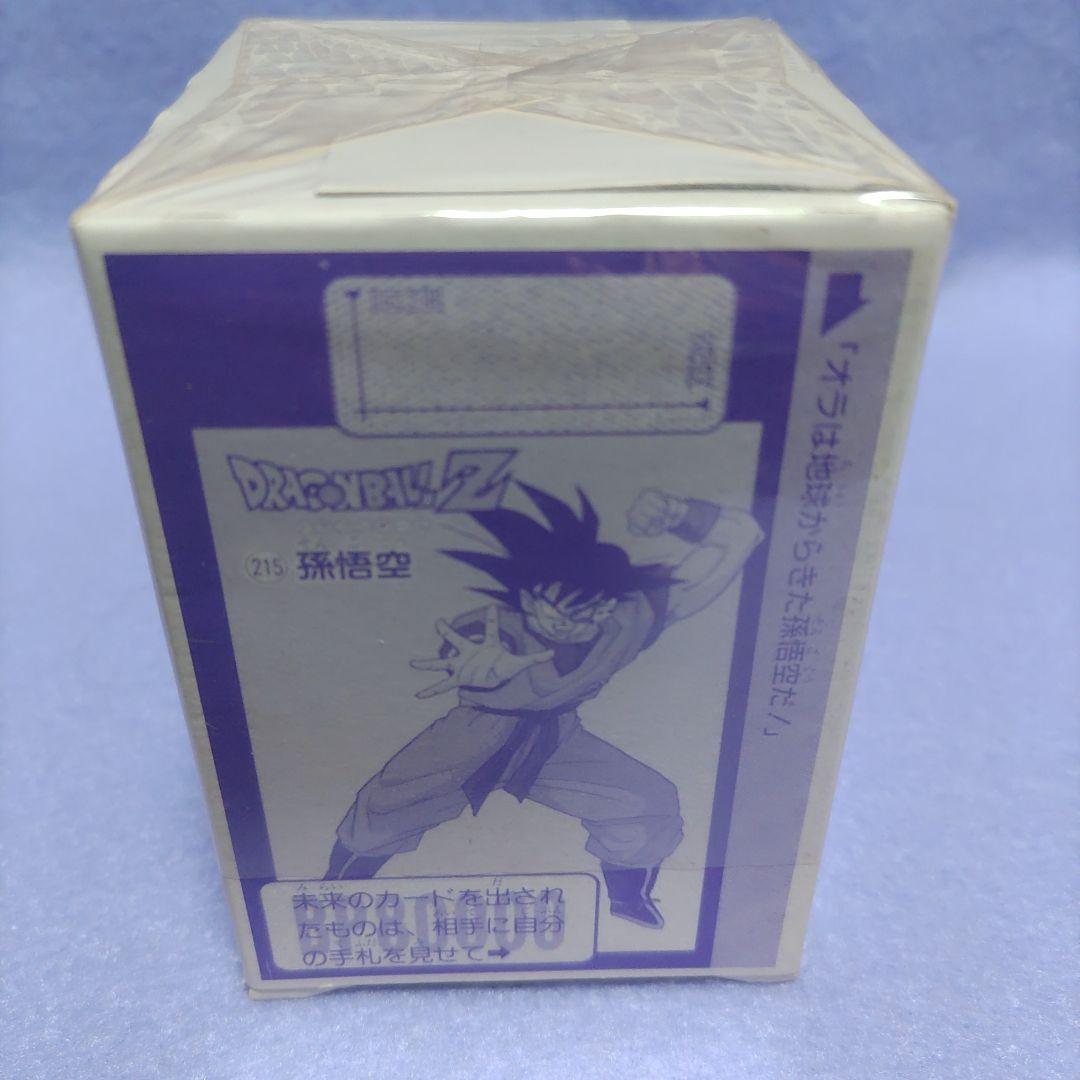 DRAGONBALL Z
215 孫悟空
「オラは地球からきた孫悟空だ!」
未来のカードを出され
たものは、相手に自分
の手札を見せて➡